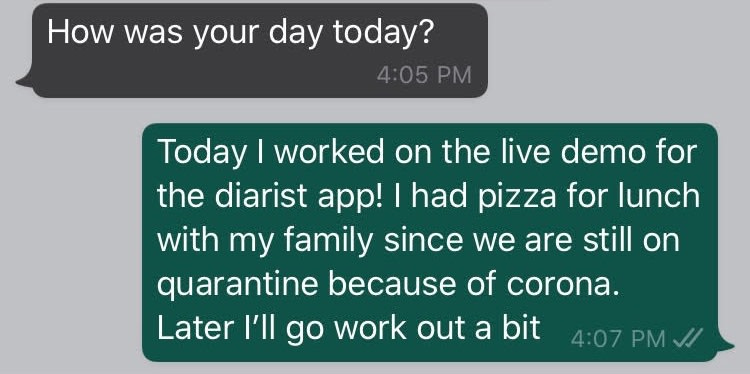 How was your day today?
4:05 PM
Today I worked on the live demo for
the diarist app! I had pizza for lunch
with my family since we are still on
quarantine because of corona.
Later I’ll go work out a bit 4:07 PM